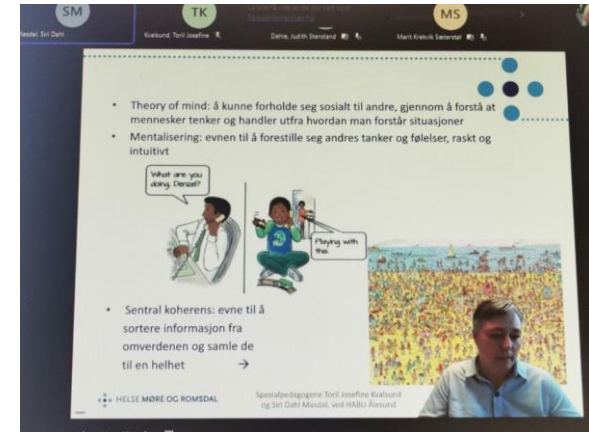 SM
TK
MS
Masdal, Siri Dahl
Kvalsund, Toril Josefine
Dahle, Judith Stensland
Marit Krekvik Sæterstøl
• Theory of mind: å kunne forholde seg sosialt til andre, gjennom å forstå at
mennesker tenker og handler utfra hvordan man forstår situasjoner
• Mentalisering: evnen til å forestille seg andres tanker og følelser, raskt og
intuitivt
What are you
doing, Denzel?
Playing with
this.
• Sentral koherens: evne til å
sortere informasjon fra
omverdenen og samle de
til en helhet →
HELSE MØRE OG ROMSDAL
Spesialpedagogene Toril Josefine Kvalsund
og Siri Dahl Masdal, ved HABU Ålesund